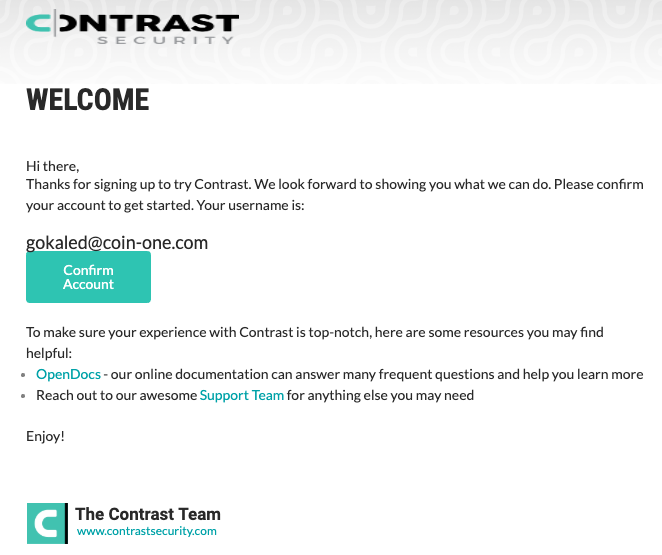 CONTRAST
SECURITY
WELCOME
Hi there,
Thanks for signing up to try Contrast. We look forward to showing you what we can do. Please confirm
your account to get started. Your username is:
gokaled@coin-one.com
Confirm
Account
To make sure your experience with Contrast is top-notch, here are some resources you may find
helpful:
• OpenDocs - our online documentation can answer many frequent questions and help you learn more
• Reach out to our awesome Support Team for anything else you may need
Enjoy!
The Contrast Team
www.contrastsecurity.com